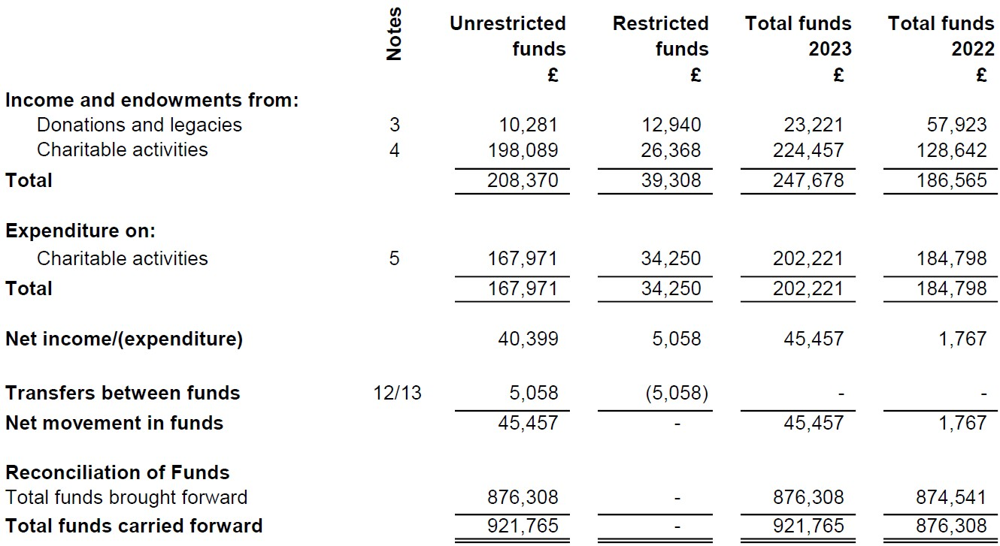 Notes Unrestricted Restricted Total funds Total funds
funds funds 2023 2022
£ £ £ £
Income and endowments from:
Donations and legacies 3 10,281 12,940 23,221 57,923
Charitable activities 4 198,089 26,368 224,457 128,642
Total 208,370 39,308 247,678 186,565
Expenditure on:
Charitable activities 5 167,971 34,250 202,221 184,798
Total 167,971 34,250 202,221 184,798
Net income/(expenditure) 40,399 5,058 45,457 1,767
Transfers between funds 12/13 5,058 (5,058) - -
Net movement in funds 45,457 - 45,457 1,767
Reconciliation of Funds
Total funds brought forward 876,308 - 876,308 874,541
Total funds carried forward 921,765 - 921,765 876,308